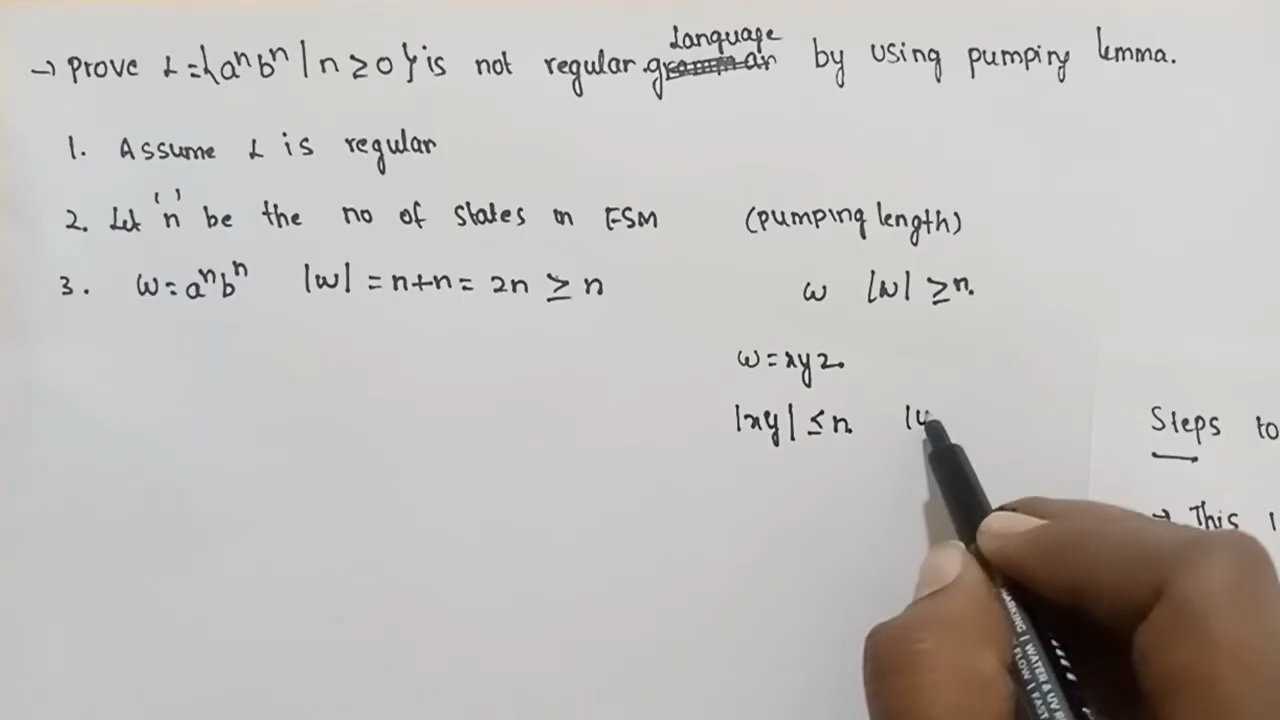 → prove L = {aⁿbⁿ | n ≥ 0} is not regular Language by using pumping lemma.
1. Assume L is regular
2. Let 'n' be the no of states in FSM (pumping length)
3. w = aⁿbⁿ |w| = n+n = 2n ≥ n w |w| ≥ n.
w = xyz.
|xy| ≤ n. |y
Steps to
→ This